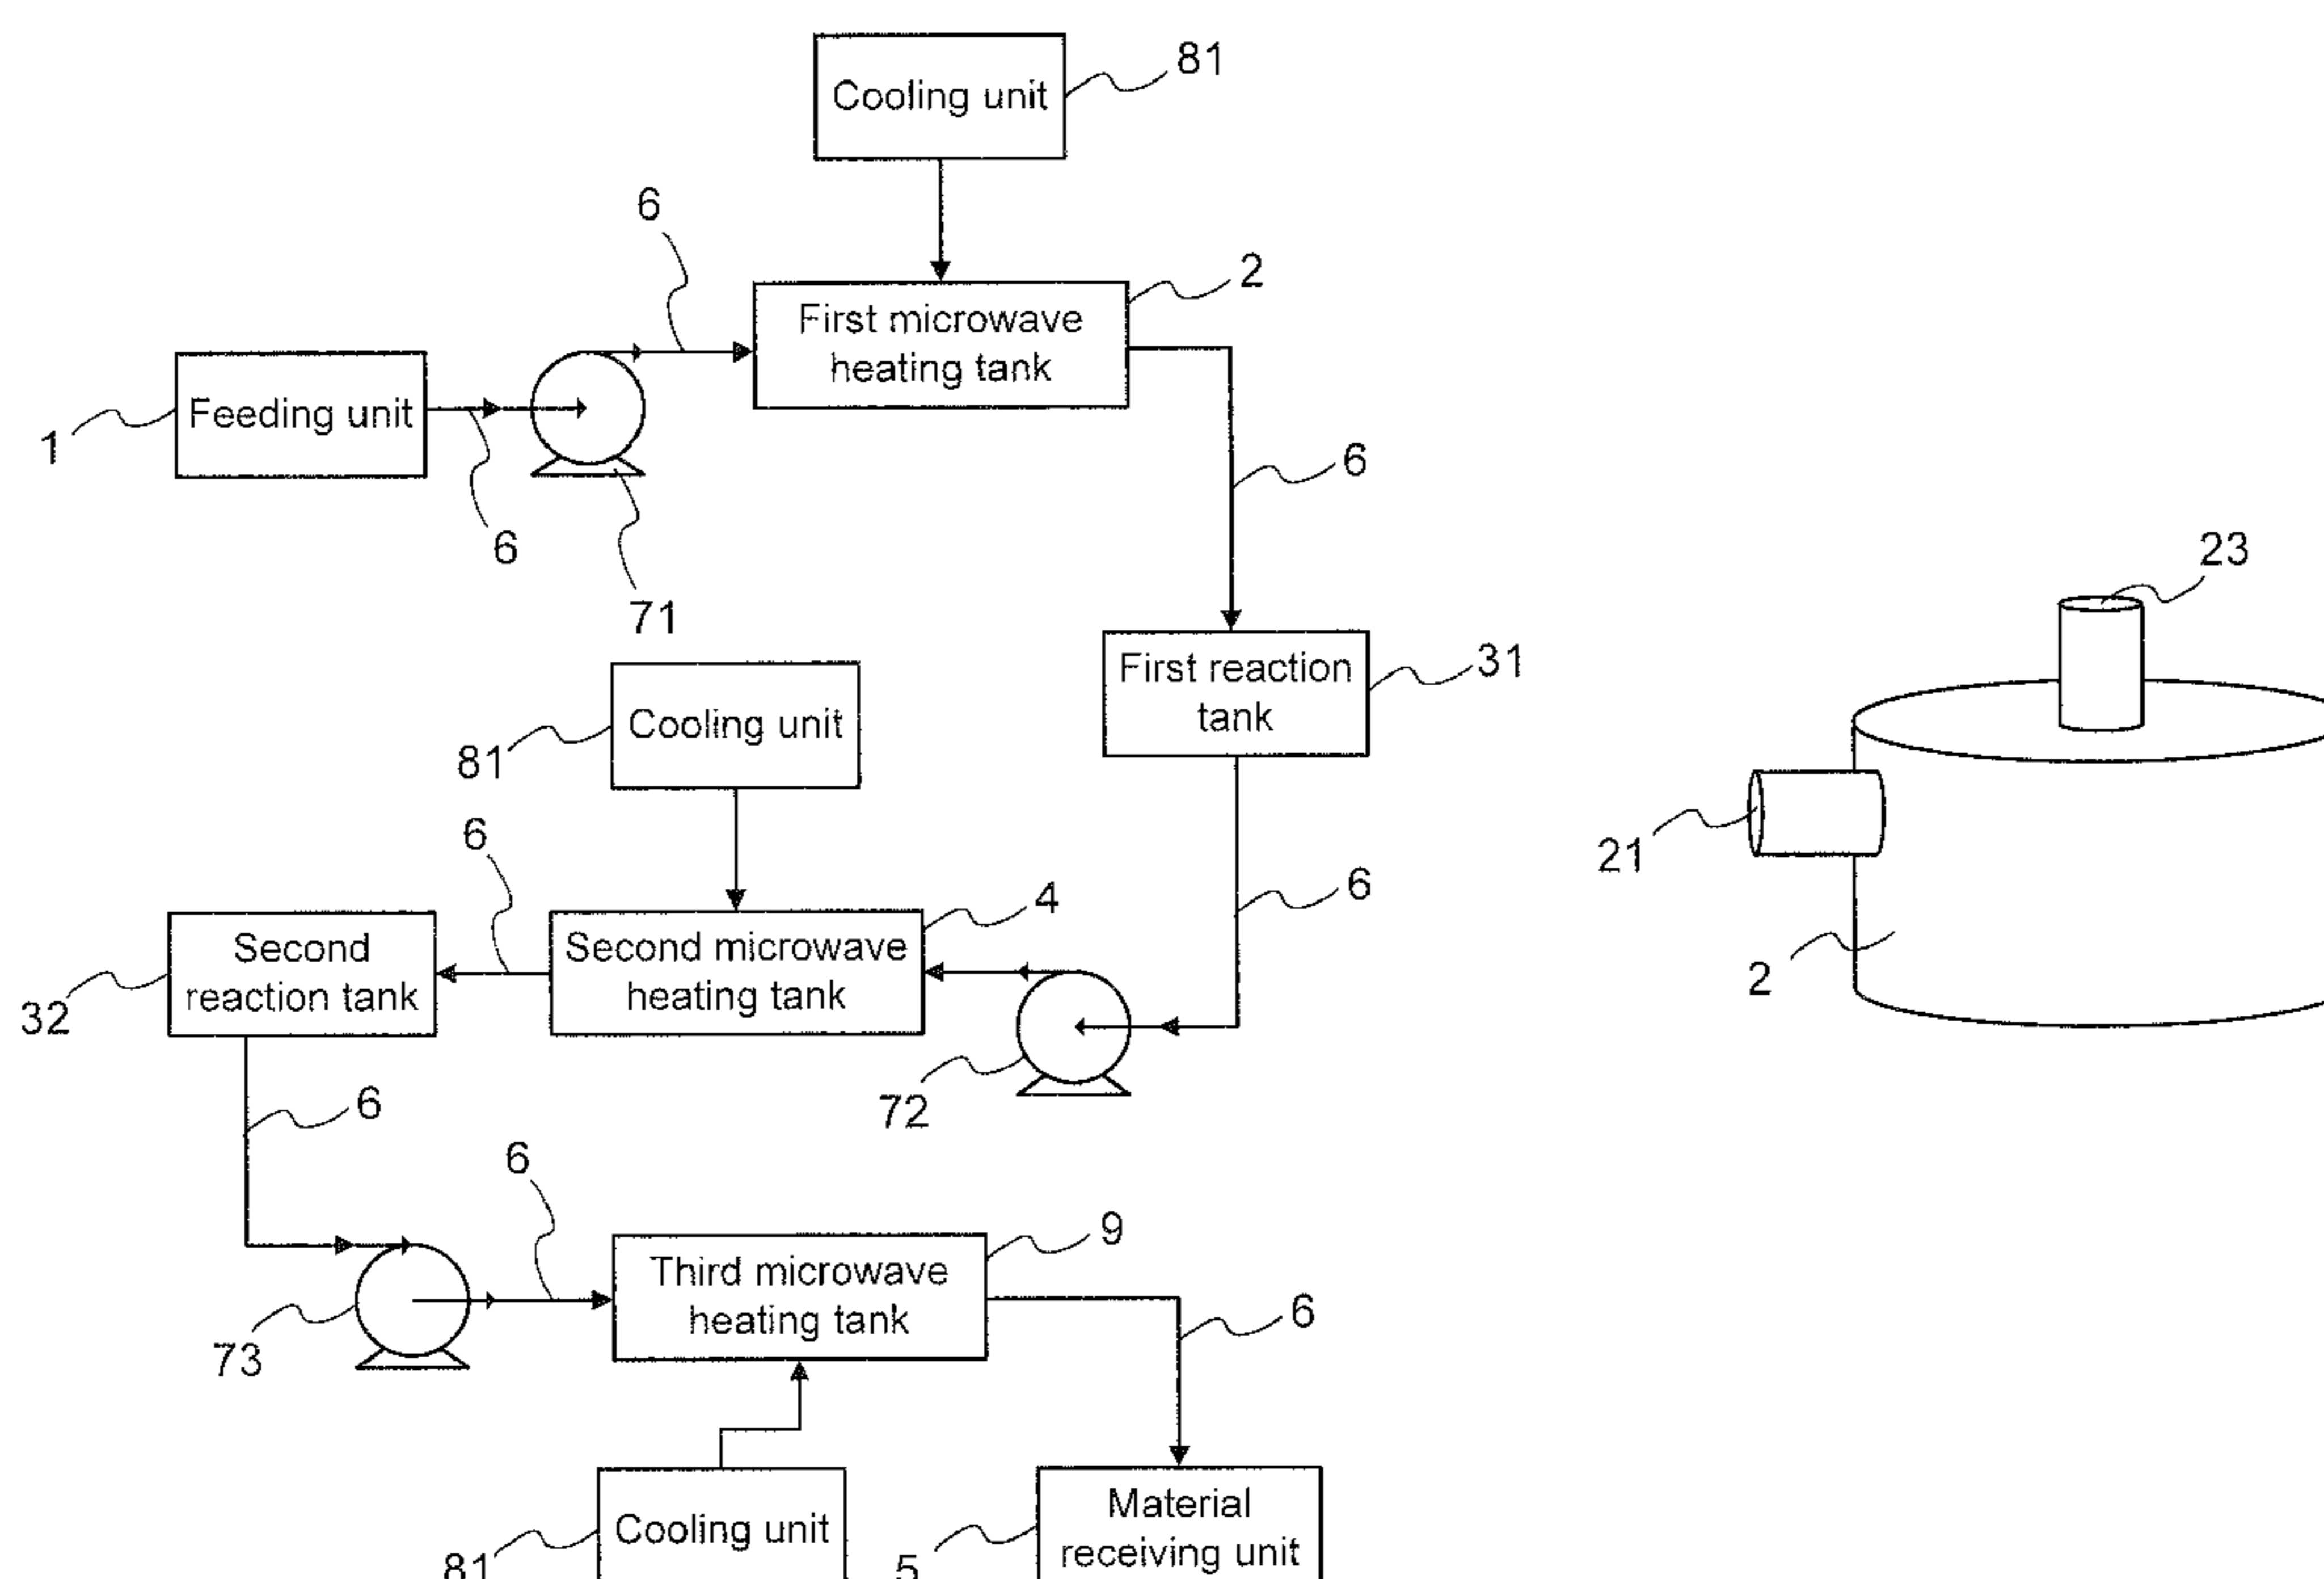 81
Cooling unit
6
2
First microwave
heating tank
1
Feeding unit
6
6
71
23
31
First reaction
tank
Cooling unit
81
21
6
6
4
Second
reaction tank
Second microwave
heating tank
32
2
72
6
6
9
Third microwave
heating tank
73
6
Material
receiving unit
Cooling unit
81
5